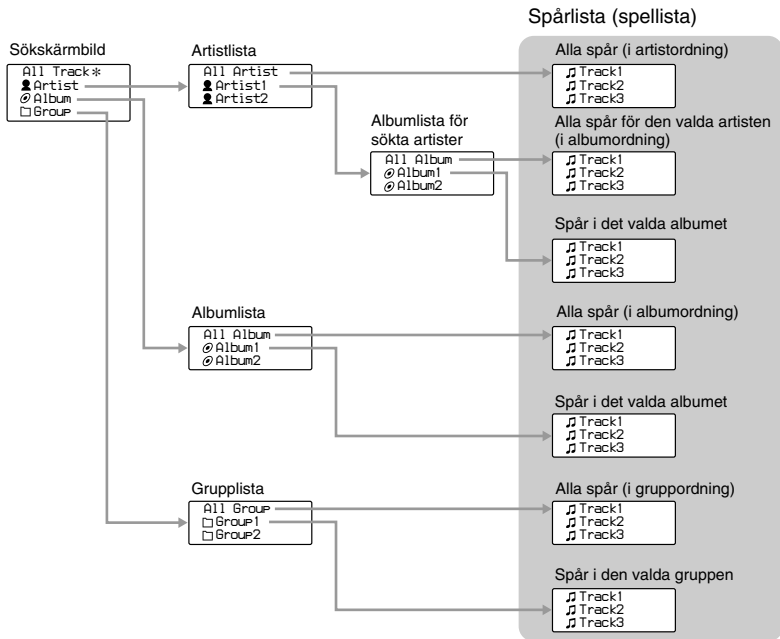 Spårlista (spellista)
Sökskärmbild
All Track*
Artist
Album
Group
Artistlista
All Artist
Artist1
Artist2
Alla spår (i artistordning)
Track1
Track2
Track3
Albumlista för
sökta artister
All Album
Album1
Album2
Alla spår för den valda artisten
(i albumordning)
Track1
Track2
Track3
Spår i det valda albumet
Track1
Track2
Track3
Albumlista
All Album
Album1
Album2
Alla spår (i albumordning)
Track1
Track2
Track3
Spår i det valda albumet
Track1
Track2
Track3
Grupplista
All Group
Group1
Group2
Alla spår (i gruppordning)
Track1
Track2
Track3
Spår i den valda gruppen
Track1
Track2
Track3